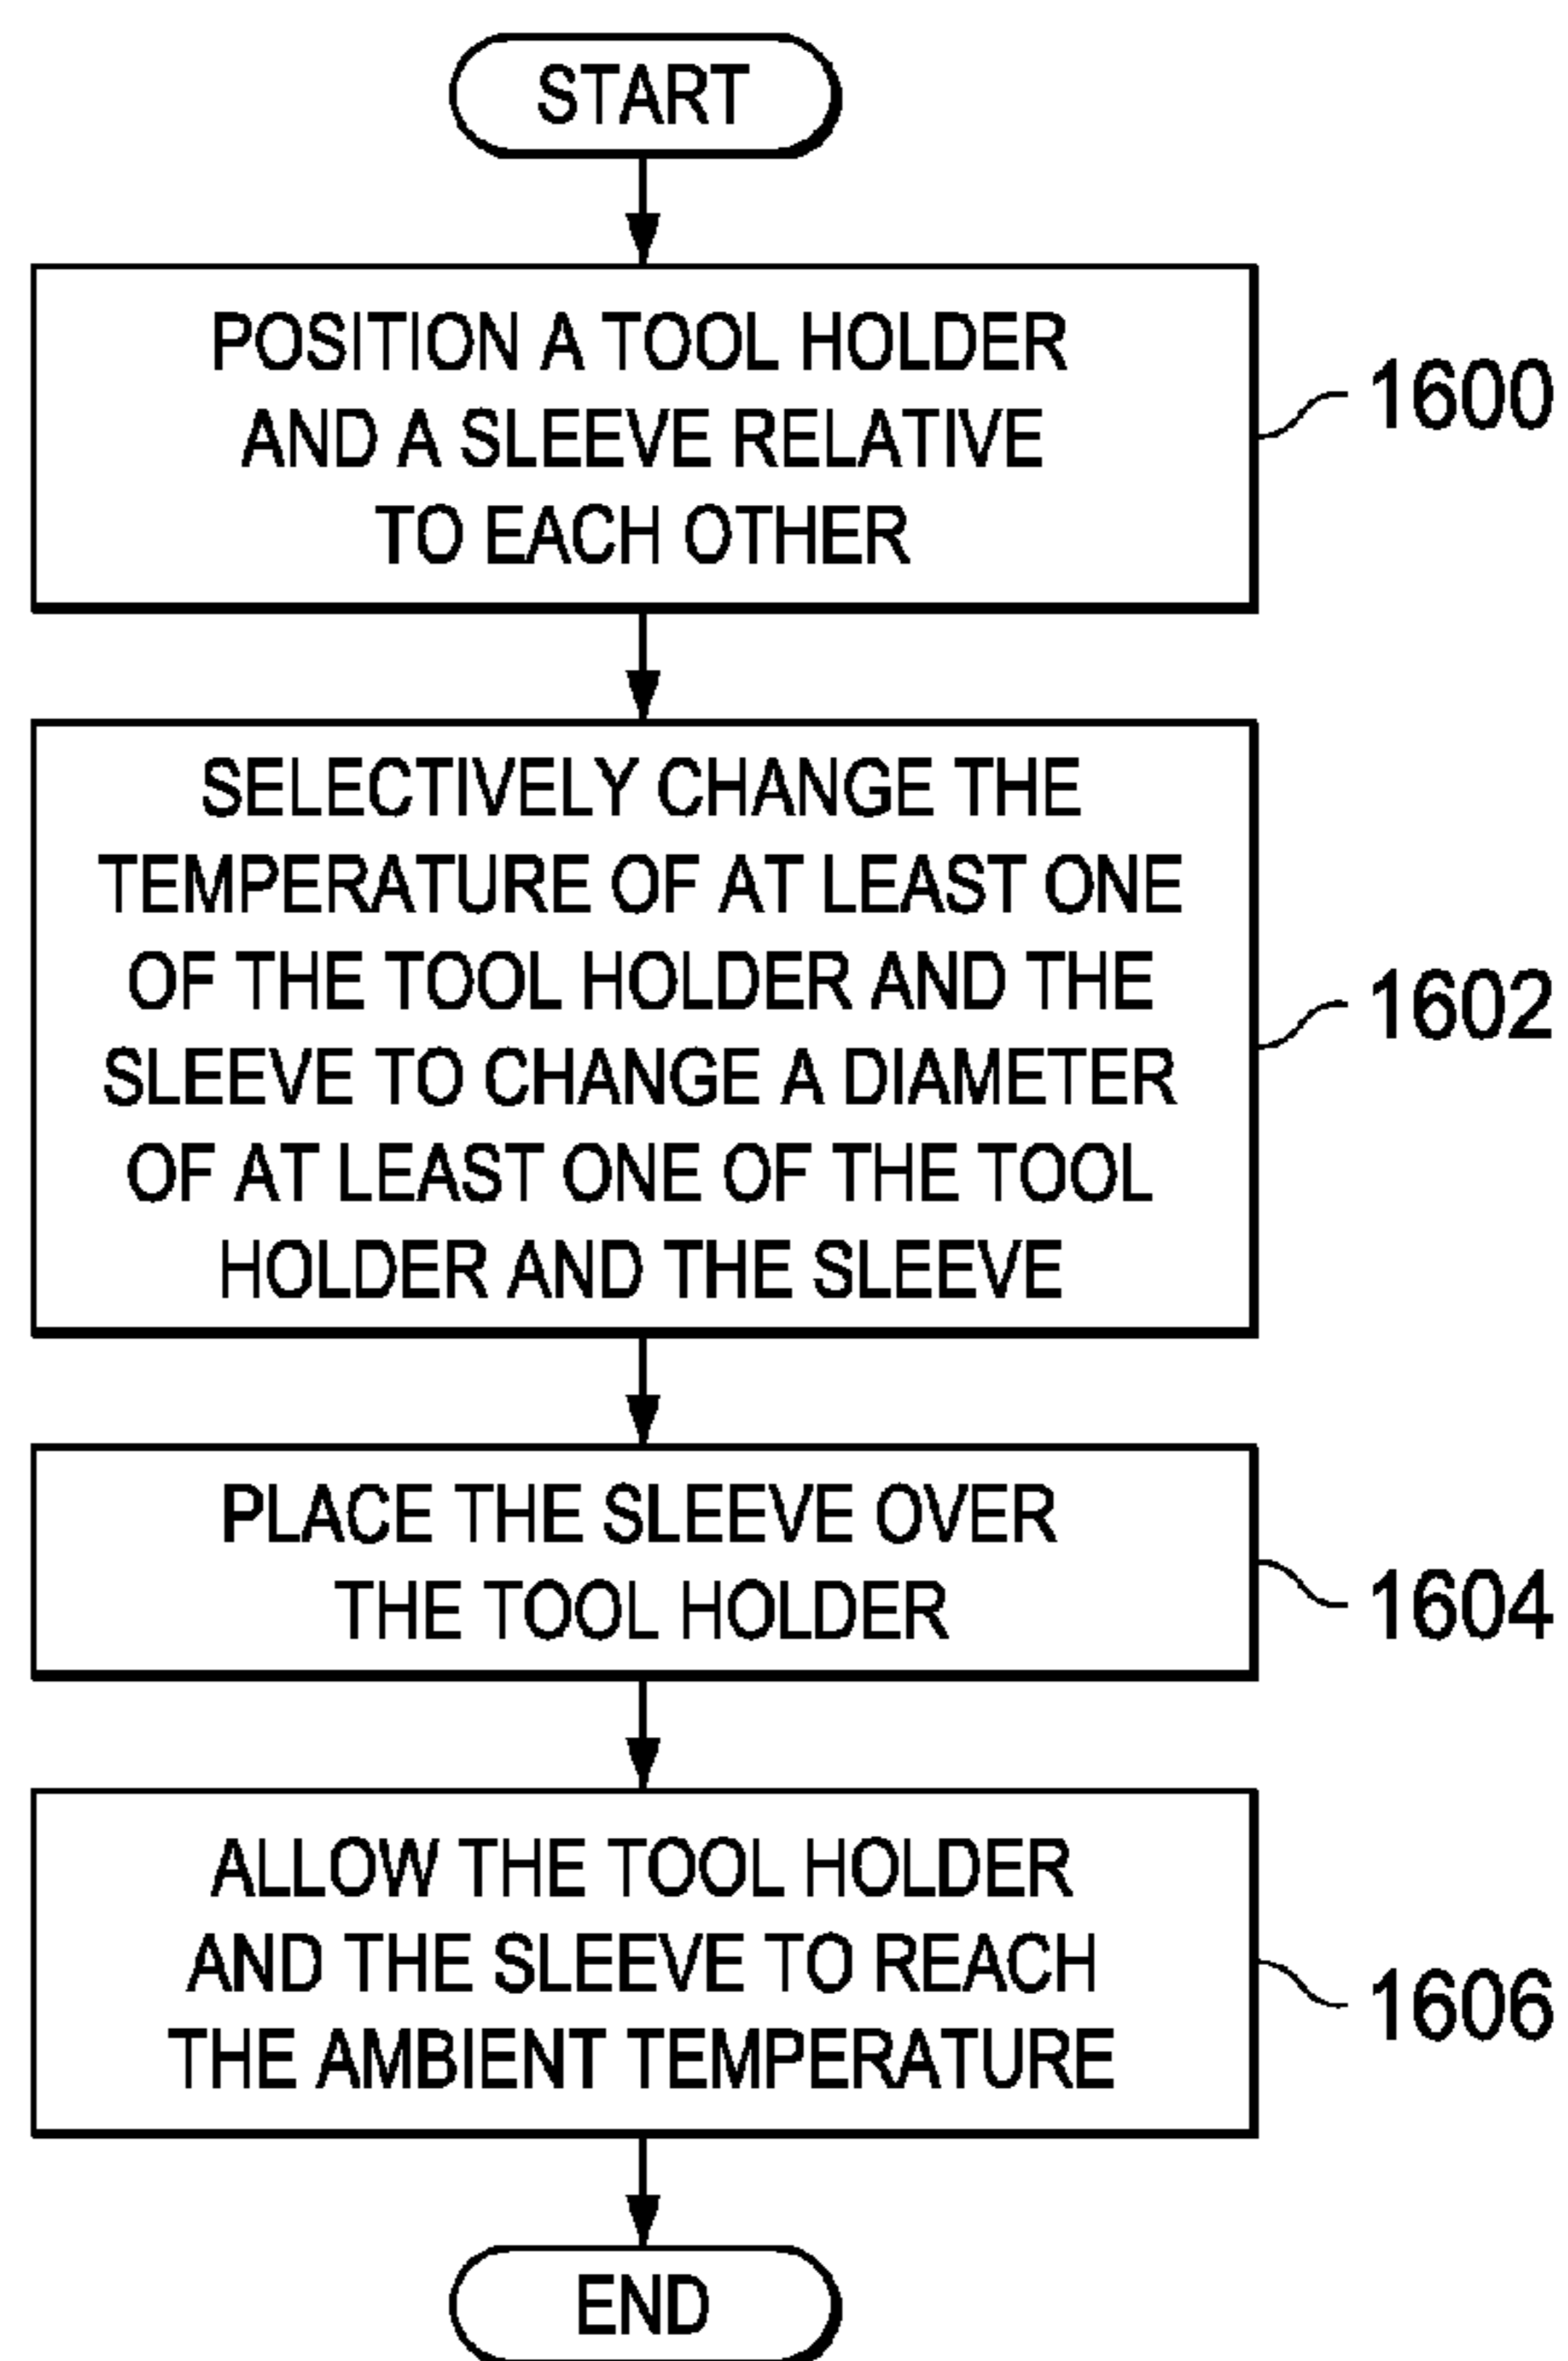 START
POSITION A TOOL HOLDER
AND A SLEEVE RELATIVE
TO EACH OTHER
1600
SELECTIVELY CHANGE THE
TEMPERATURE OF AT LEAST ONE
OF THE TOOL HOLDER AND THE
SLEEVE TO CHANGE A DIAMETER
OF AT LEAST ONE OF THE TOOL
HOLDER AND THE SLEEVE
1602
PLACE THE SLEEVE OVER
THE TOOL HOLDER
1604
ALLOW THE TOOL HOLDER
AND THE SLEEVE TO REACH
THE AMBIENT TEMPERATURE
1606
END